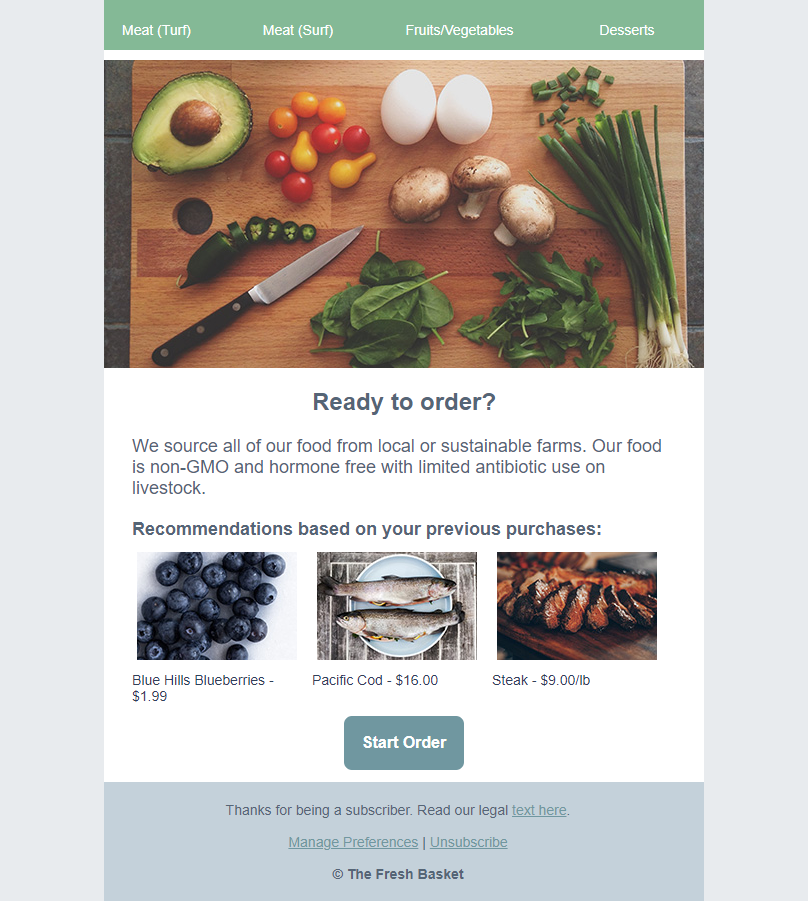 Meat (Turf) Meat (Surf) Fruits/Vegetables Desserts
Ready to order?
We source all of our food from local or sustainable farms. Our food
is non-GMO and hormone free with limited antibiotic use on
livestock.
Recommendations based on your previous purchases:
Blue Hills Blueberries -
$1.99
Pacific Cod - $16.00
Steak - $9.00/lb
Start Order
Thanks for being a subscriber. Read our legal text here.
Manage Preferences | Unsubscribe
© The Fresh Basket